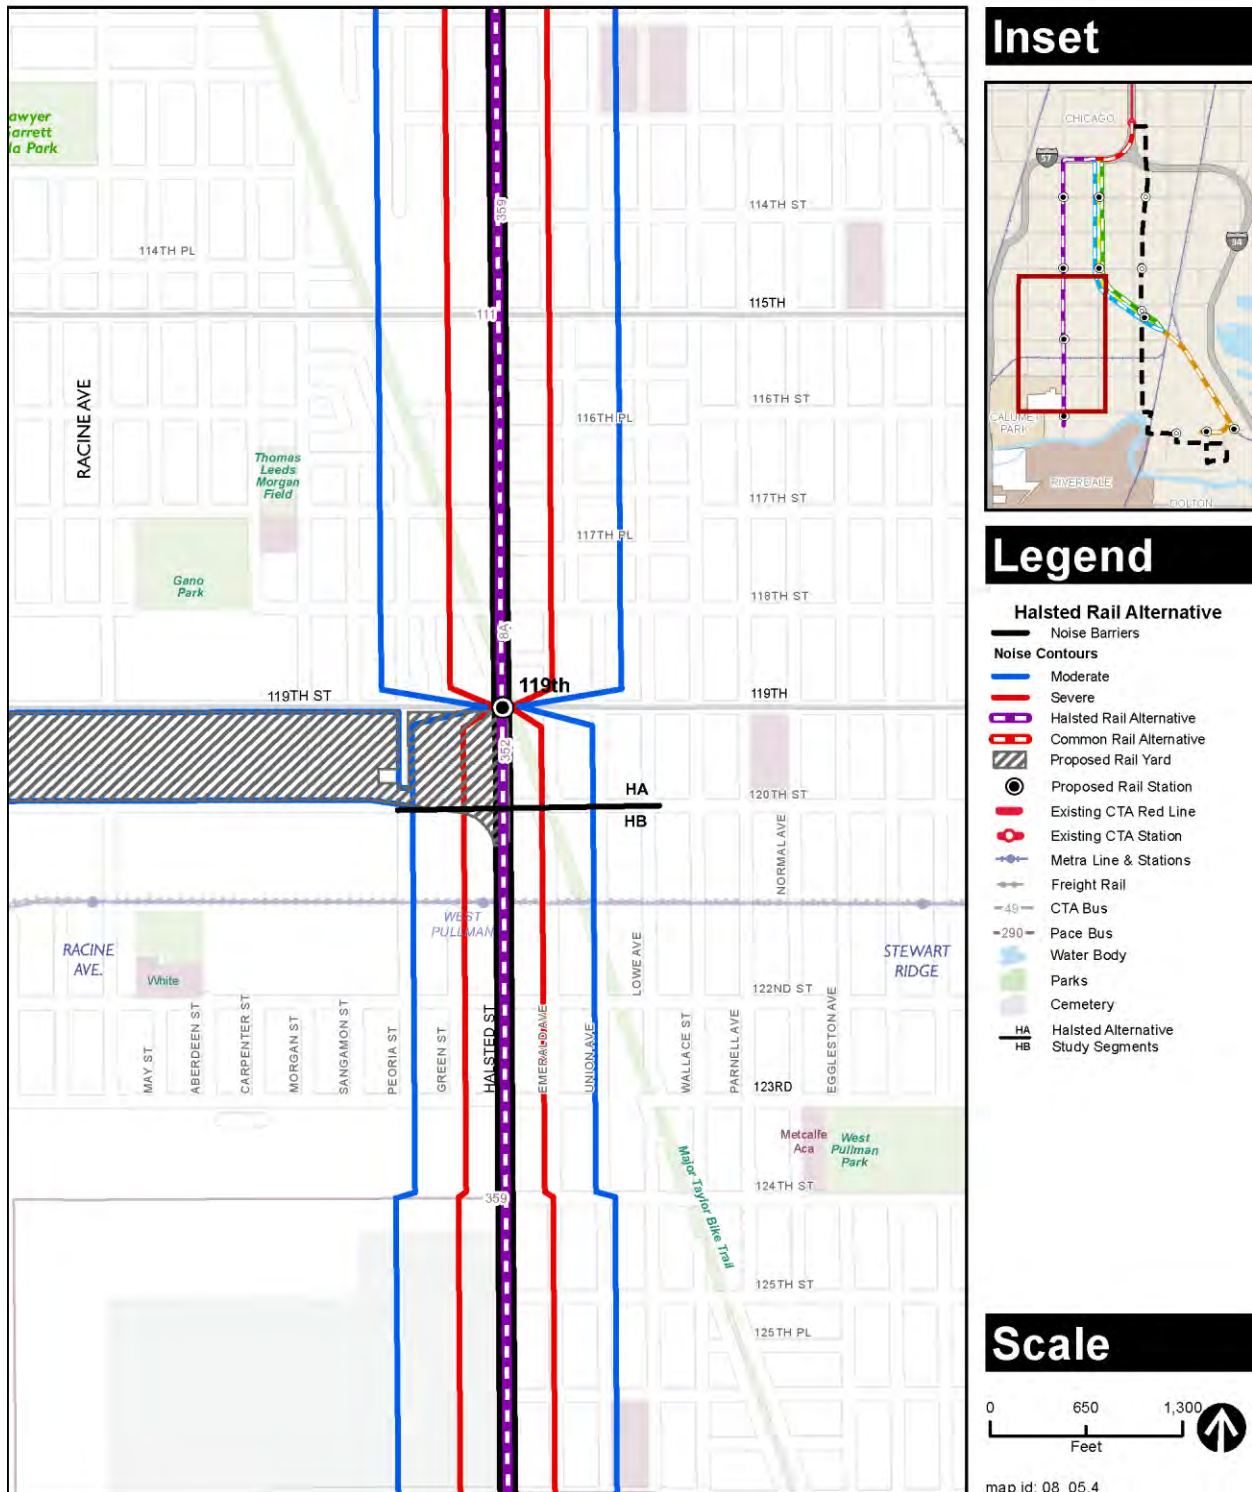 awyer
arrett
la Park
114TH PL
114TH ST
359
115TH
111
RACINE AVE
116TH ST
116TH PL
Thomas
Leeds
Morgan
Field
117TH ST
117TH PL
Gano
Park
118TH ST
8A
119TH ST
119th
119TH
352
HA
120TH ST
HB
NORMAL AVE
WEST
PULLMAN
RACINE
AVE.
STEWART
RIDGE
LOWE AVE
White
122ND ST
MAY ST
ABERDEEN ST
CARPENTER ST
MORGAN ST
SANGAMON ST
PEORIA ST
GREEN ST
HALSTED ST
EMERALD AVE
UNION AVE
WALLACE ST
PARNELL AVE
EGGLESTON AVE
123RD
Metcalfe
Aca
West
Pullman
Park
Major Taylor Bike Trail
124TH ST
359
125TH ST
125TH PL
Inset
CHICAGO
57
94
CALUMET
PARK
RIVERDALE
DOLTON
Legend
Halsted Rail Alternative
Noise Barriers
Noise Contours
Moderate
Severe
Halsted Rail Alternative
Common Rail Alternative
Proposed Rail Yard
Proposed Rail Station
Existing CTA Red Line
Existing CTA Station
Metra Line & Stations
Freight Rail
49 CTA Bus
290 Pace Bus
Water Body
Parks
Cemetery
HA Halsted Alternative
HB Study Segments
Scale
0 650 1,300
Feet
map id: 08_05.4